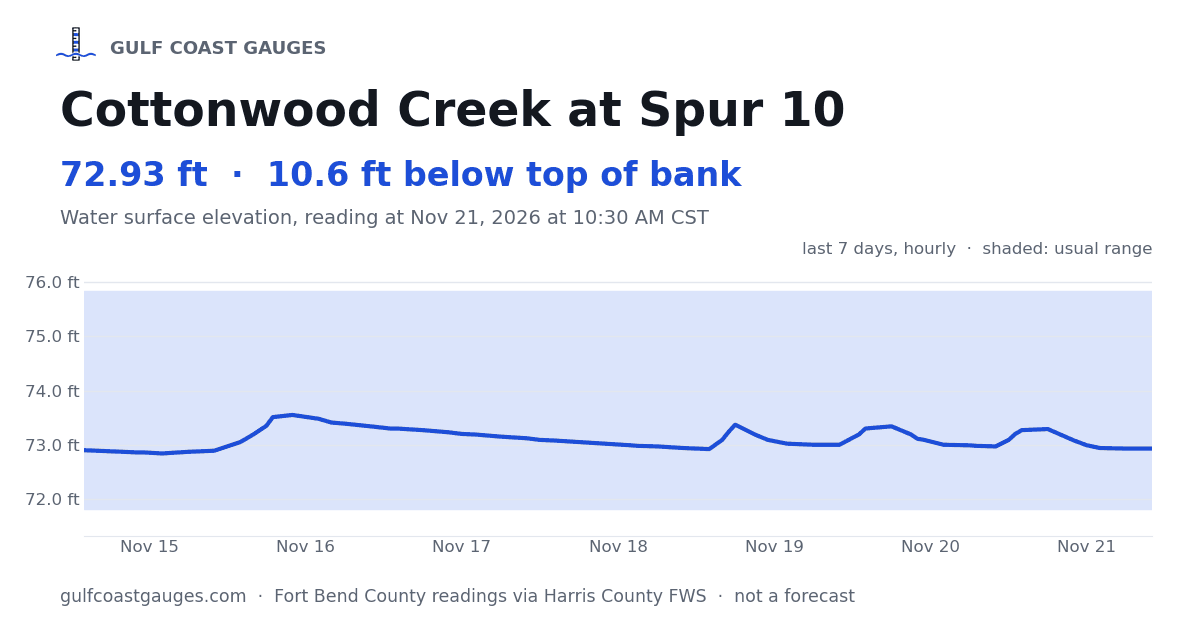 GULF COAST GAUGES
Cottonwood Creek at Spur 10
72.93 ft · 10.6 ft below top of bank
Water surface elevation, reading at Nov 21, 2026 at 10:30 AM CST
last 7 days, hourly · shaded: usual range
76.0 ft
75.0 ft
74.0 ft
73.0 ft
72.0 ft
Nov 15 Nov 16 Nov 17 Nov 18 Nov 19 Nov 20 Nov 21
gulfcoastgauges.com · Fort Bend County readings via Harris County FWS · not a forecast